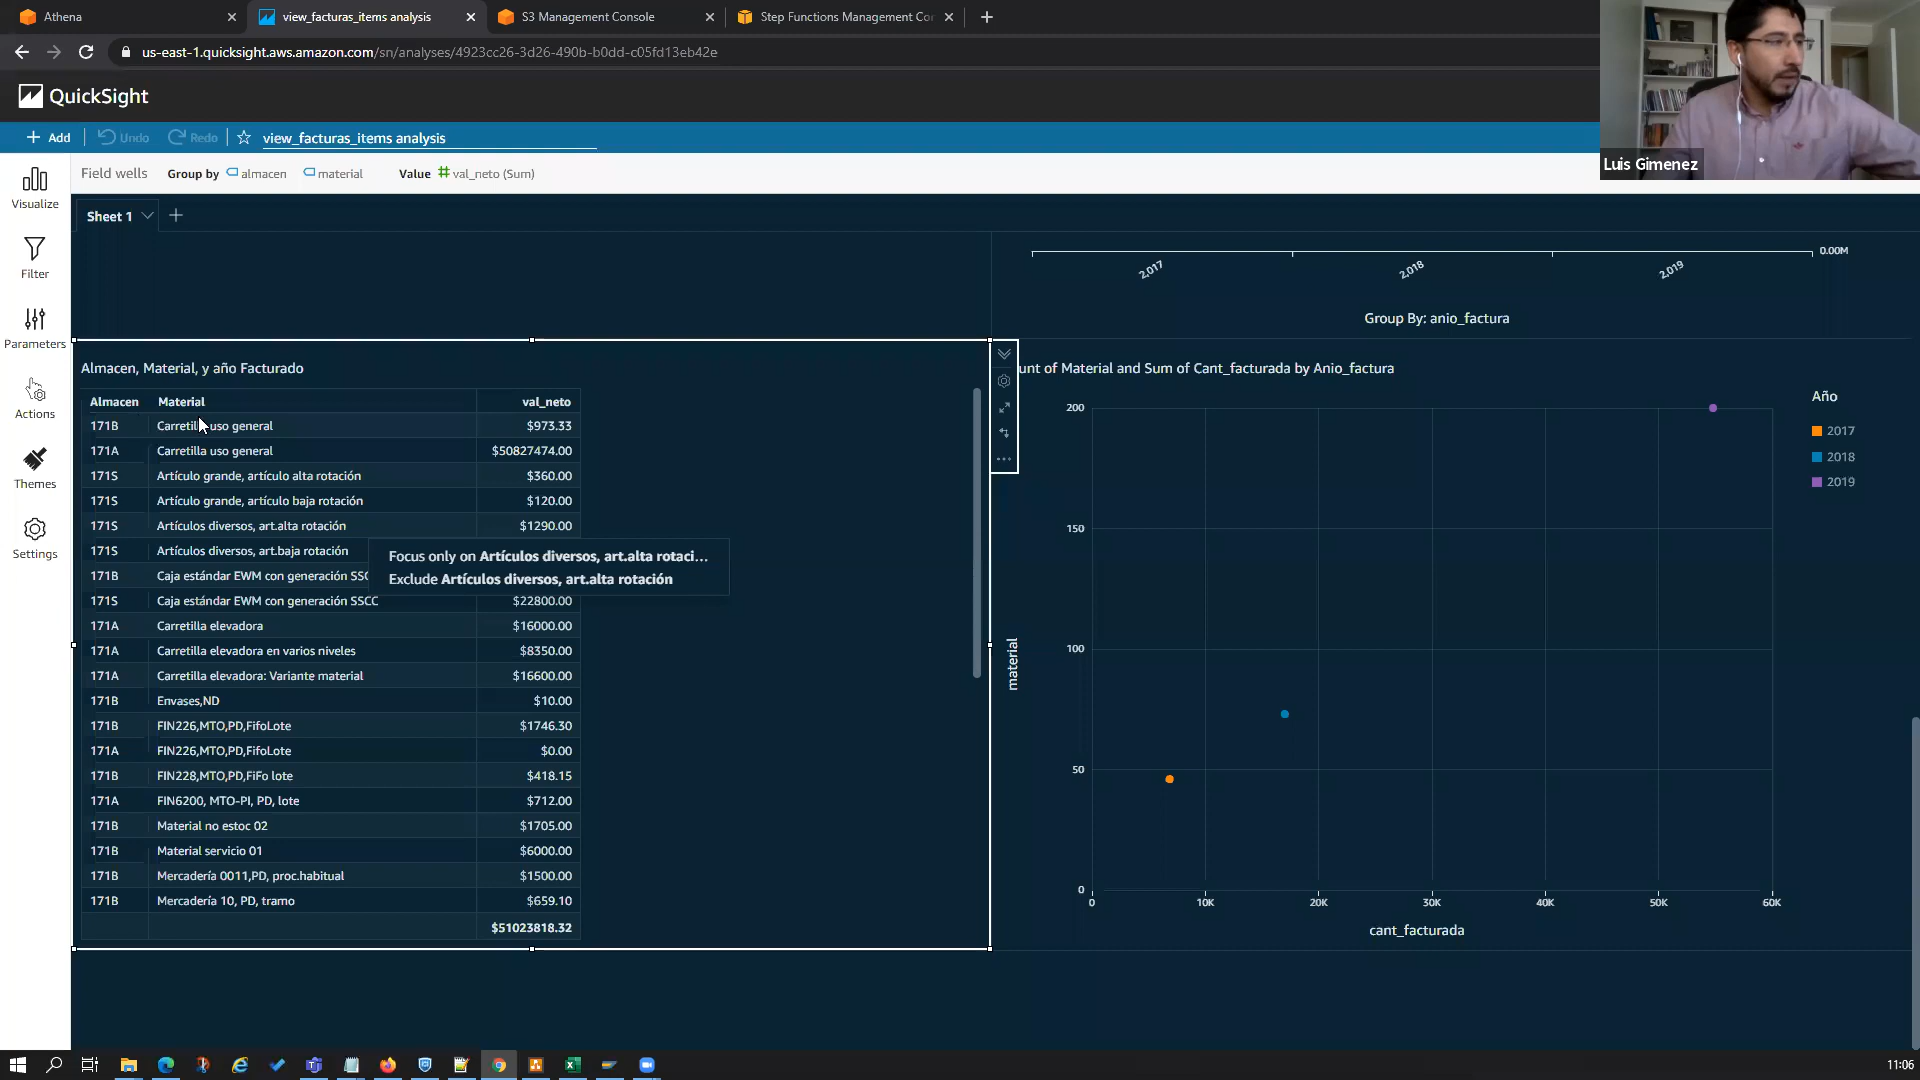 Athena
view_facturas_items analysis
S3 Management Console
Step Functions Management Co
us-east-1.quicksight.aws.amazon.com/sn/analyses/4923cc26-3d26-490b-b0dd-c05fd13eb42e
QuickSight
Luis Gimenez
Add
Undo
Redo
view_facturas_items analysis
Visualize
Filter
Parameters
Actions
Themes
Settings
Field wells Group by almacen material Value val_neto (Sum)
Sheet 1
0.00M
2,017 2,018 2,019
Group By: anio_factura
Almacen, Material, y año Facturado
Almacen Material val_neto
171B Carretilla uso general $973.33
171A Carretilla uso general $50827474.00
171S Artículo grande, artículo alta rotación $360.00
171S Artículo grande, artículo baja rotación $120.00
171S Artículos diversos, art.alta rotación $1290.00
171S Artículos diversos, art.baja rotación
Focus only on Artículos diversos, art.alta rotaci...
Exclude Artículos diversos, art.alta rotación
171B Caja estándar EWM con generación SSC
171S Caja estándar EWM con generación SSCC $22800.00
171A Carretilla elevadora $16000.00
171A Carretilla elevadora en varios niveles $8350.00
171A Carretilla elevadora: Variante material $16600.00
171B Envases,ND $10.00
171B FIN226,MTO,PD,FifoLote $1746.30
171A FIN226,MTO,PD,FifoLote $0.00
171B FIN228,MTO,PD,FiFo lote $418.15
171A FIN6200, MTO-PI, PD, lote $712.00
171B Material no estoc 02 $1705.00
171B Material servicio 01 $6000.00
171B Mercadería 0011,PD, proc.habitual $1500.00
171B Mercadería 10, PD, tramo $659.10
$51023818.32
unt of Material and Sum of Cant_facturada by Anio_factura
Año
2017
2018
2019
material
200
150
100
50
0
0 10K 20K 30K 40K 50K 60K
cant_facturada
11:06